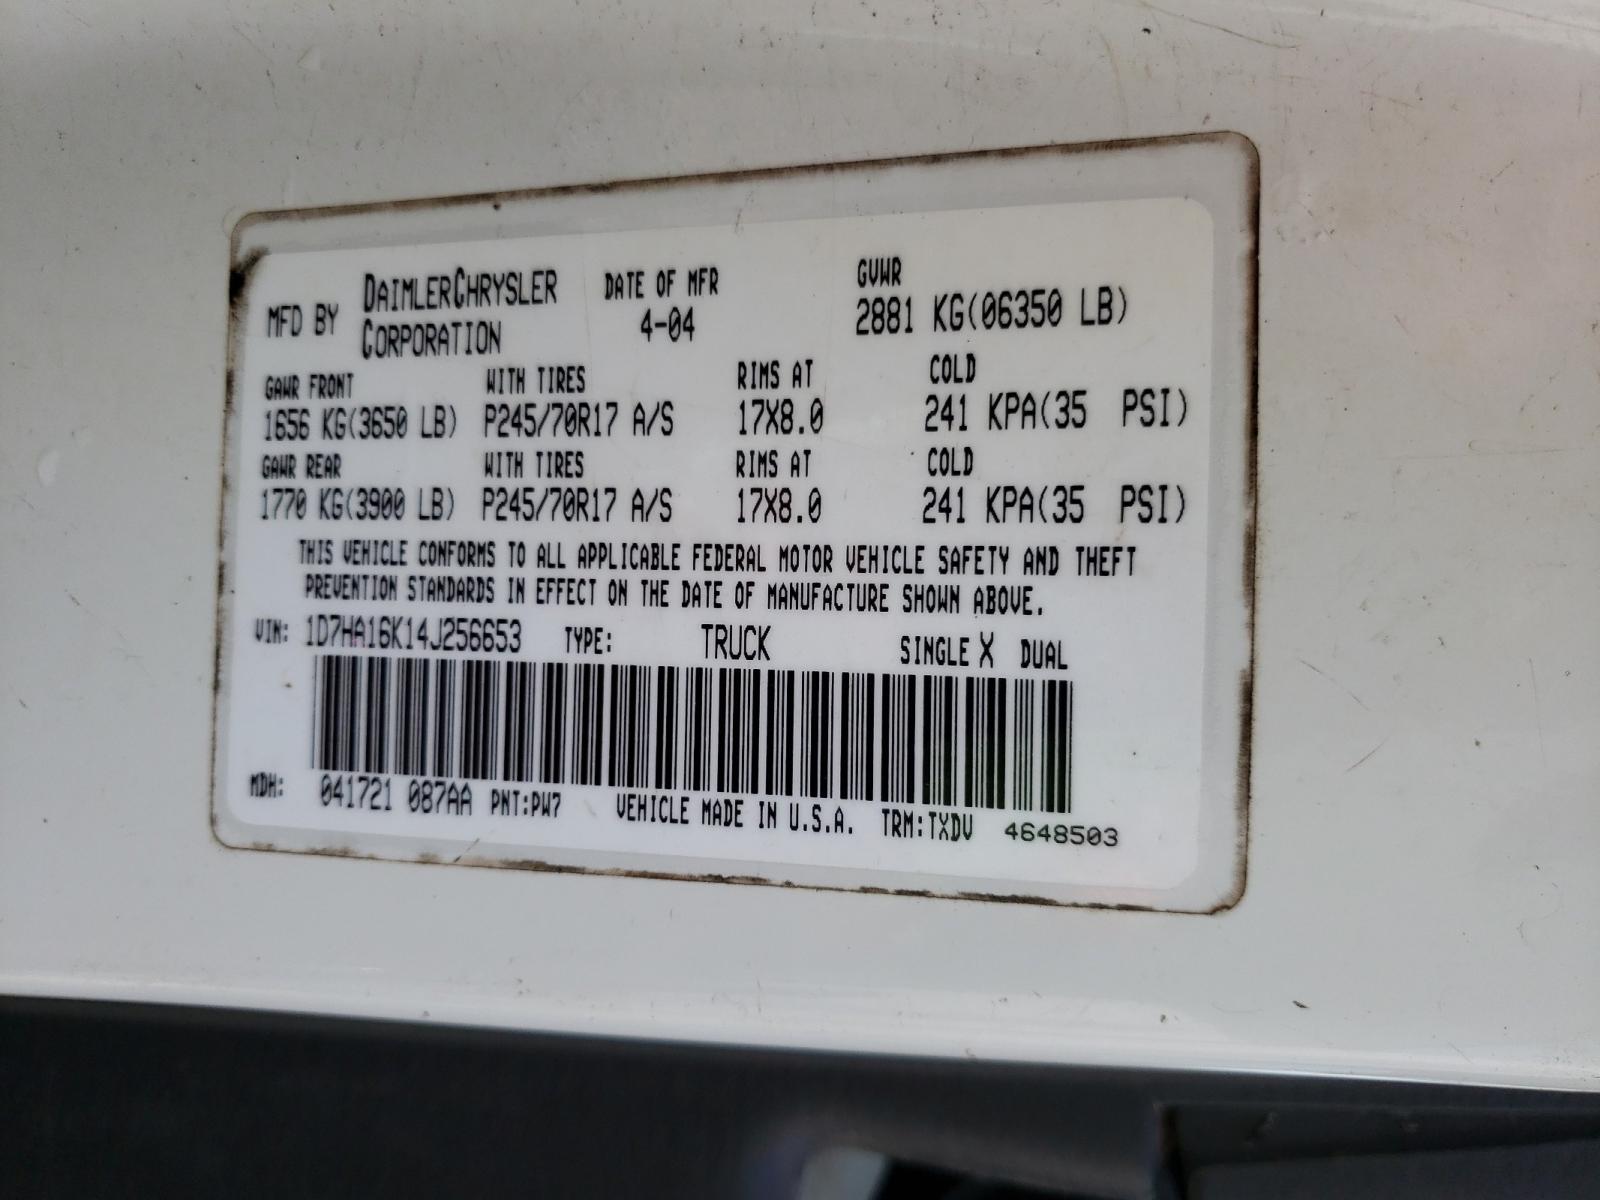 MFD BY DAIMLERCHRYSLER CORPORATION DATE OF MFR 4-04 GVWR 2881 KG(06350 LB)
GAWR FRONT WITH TIRES RIMS AT COLD
1656 KG(3650 LB) P245/70R17 A/S 17X8.0 241 KPA(35 PSI)
GAWR REAR WITH TIRES RIMS AT COLD
1770 KG(3900 LB) P245/70R17 A/S 17X8.0 241 KPA(35 PSI)
THIS VEHICLE CONFORMS TO ALL APPLICABLE FEDERAL MOTOR VEHICLE SAFETY AND THEFT
PREVENTION STANDARDS IN EFFECT ON THE DATE OF MANUFACTURE SHOWN ABOVE.
VIN: 1D7HA16K14J256653 TYPE: TRUCK SINGLE X DUAL
MDH: 041721 087AA PNT:PW7 VEHICLE MADE IN U.S.A. TRM:TXDV 4648503